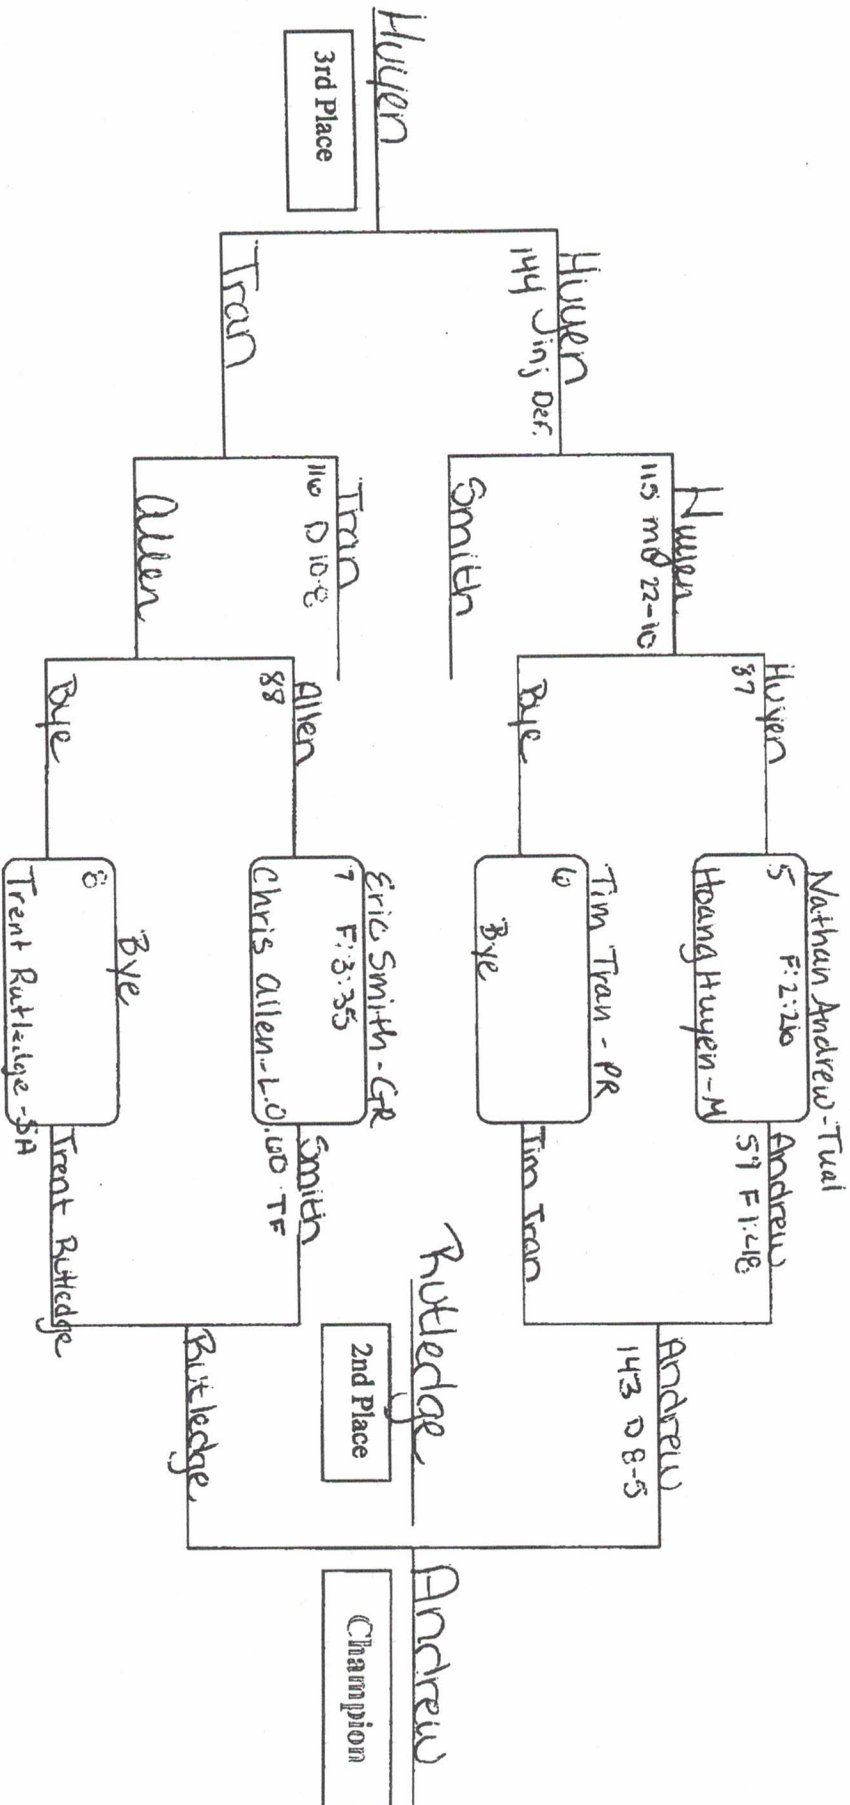 Huyen
3rd Place
Huyen
144 Jinj Def.
Tran
Huyen
115 mD 22-10
Smith
Tran
116 D 10-8
Allen
Huyen
87
Bye
Allen
88
Bye
Nathan Andrew - Tual
5 F: 2:26
Hoang Huyen - M
Tim Tran - PR
6
Bye
Eric Smith - GR
7 F: 3:35
Chris Allen - L.O.
Bye
8
Trent Rutledge - SA
Andrew
59 F 1:48
Tim Tran
Smith
60 TF
Trent Rutledge
Andrew
143 D 8-5
Rutledge
Rutledge
2nd Place
Andrew
Champion